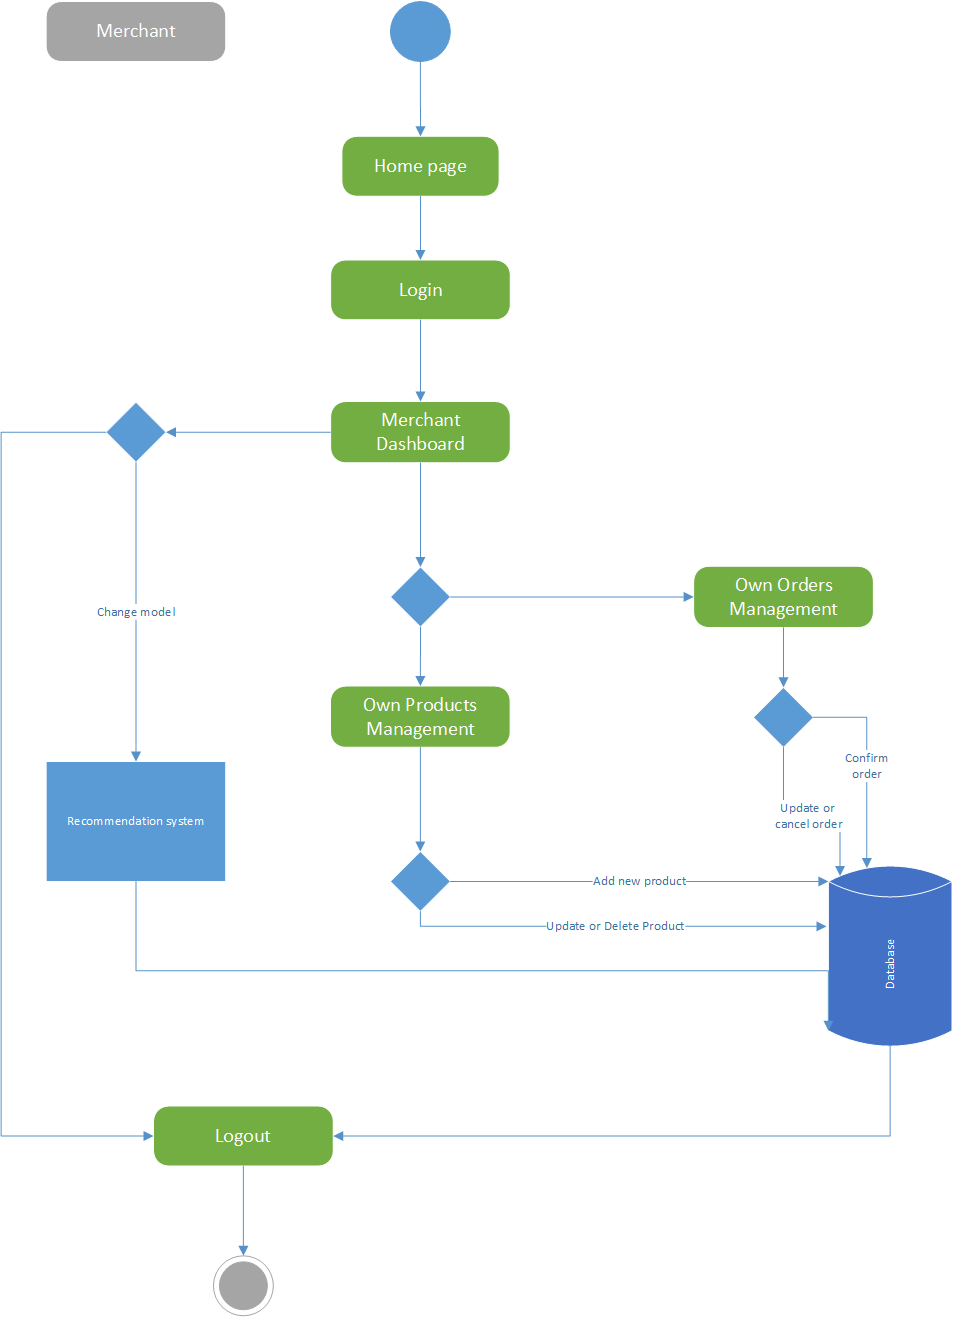 Merchant
Home page
Login
Merchant
Dashboard
Own Orders
Management
Change model
Own Products
Management
Confirm
order
Update or
cancel order
Recommendation system
Add new product
Update or Delete Product
Database
Logout